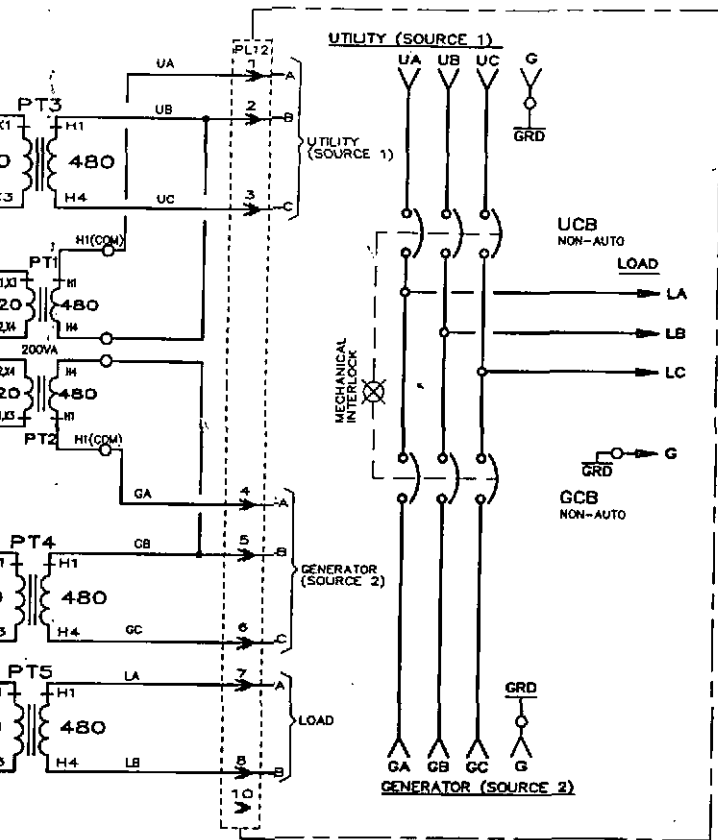 UTILITY (SOURCE 1)
UA UB UC G
GRD
PL12
1
UA
A
PT3
X1
H1
UB
2
B
480
UTILITY
(SOURCE 1)
X3
H4
UC
3
C
UCB
NON-AUTO
LOAD
H1(COM)
PT1
H1
20
480
H4
LA
LB
LC
200VA
MECHANICAL
INTERLOCK
H4
20
480
H1
PT2
H1(COM)
GRD
G
GCB
NON-AUTO
GA
4
A
PT4
H1
GB
5
B
480
GENERATOR
(SOURCE 2)
H4
GC
6
C
PT5
H1
LA
7
A
480
LOAD
H4
LB
8
B
10
GRD
GA GB GC G
GENERATOR (SOURCE 2)